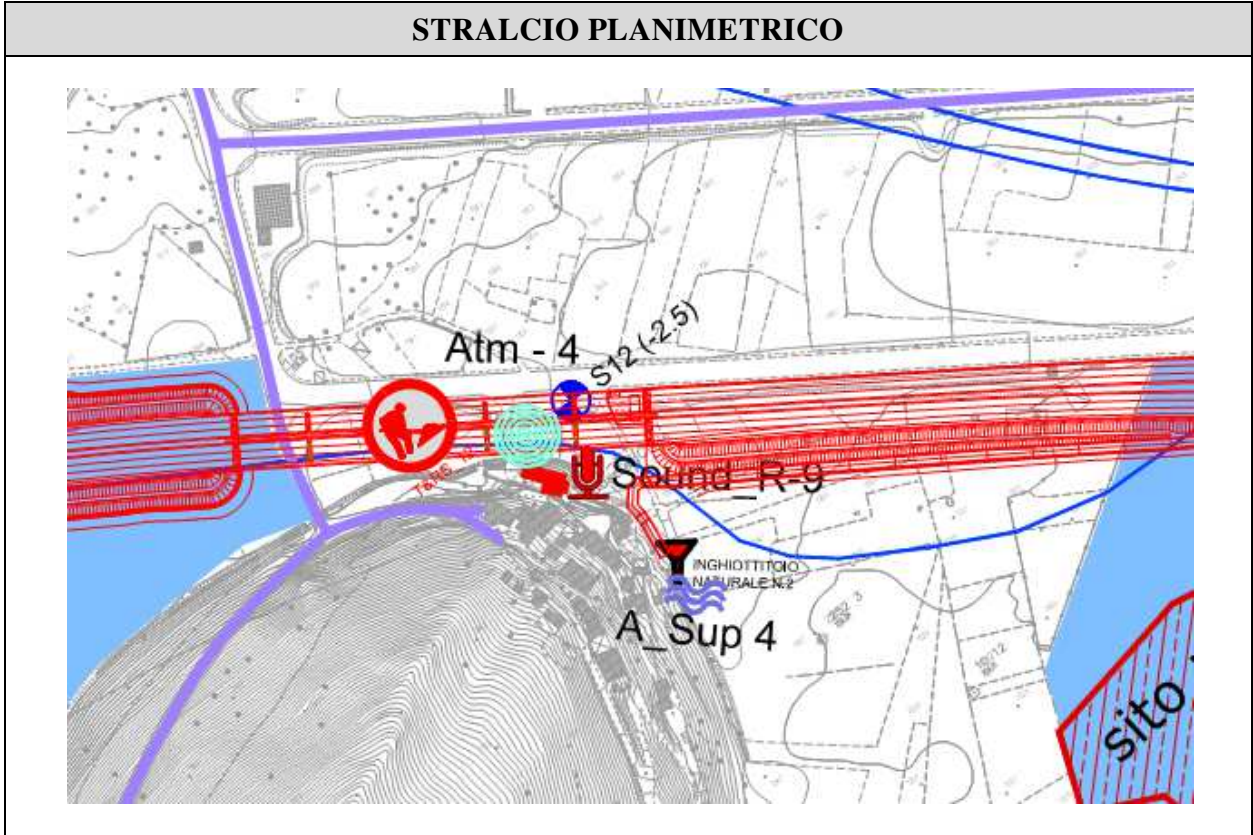 STRALCIO PLANIMETRICO
Atm - 4
S12 (-2.5)
Sound_R-9
INGHIOTTITOIO
NATURALE N.2
A_Sup 4
sito